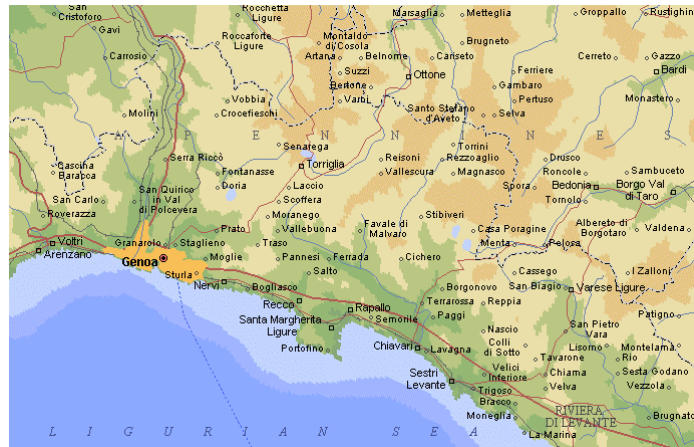 San
Cristoforo
Gavi
Rocchetta
Ligure
Marsaglia
Metteglia
Groppallo
Rustighin
Carrosio
Roccaforte
Ligure
Montaldo
di Cosola
Artana
Belnome
Brugneto
Cariseto
Cerreto
Gazzo
Suzzi
Ottone
Ferriere
Bardi
Bertone
Gambaro
Vobbia
Varbi
Pertuso
Monastero
Molini
Crocefieschi
Santo Stefano
d'Aveto
Selva
A P E N N I N E S
Senarega
Torrini
Serra Riccò
Torriglia
Reisoni
Rezzoaglio
Drusco
Cascina
Baracca
Fontanasse
Vallescura
Magnasco
Roncole
Sambuceto
Doria
Laccio
Spora
Bedonia
Borgo Val
di Taro
San Carlo
San Quirico
in Val
di Polcevera
Scoffera
Tornolo
Roverazza
Moranego
Stibiveri
Albereto di
Borgotaro
Prato
Vallebuona
Favale di
Malvaro
Casa Poragine
Valdena
Voltri
Granarolo
Staglieno
Traso
Menta
Pelosa
Arenzano
Genoa
Moglie
Pannesi
Ferrada
Cichero
Sturla
Salto
Cassego
I Zalloni
Nervi
Bogliasco
Borgonovo
San Biagio
Varese Ligure
Recco
Rapallo
Terrarossa
Reppia
Santa Margherita
Ligure
Semorile
Paggi
Patigno
Nascio
San Pietro
Vara
Portofino
Chiavari
Lavagna
Colli
di Sotto
Lisorno
Montelama
Rio
Tavarone
Sestri
Levante
Velici
Inferiore
Chiama
Sesta Godano
Trigoso
Velva
Vezzola
Bracco
Moneglia
RIVIERA
DI LEVANTE
Brugnato
La Marina
LIGURIAN SEA